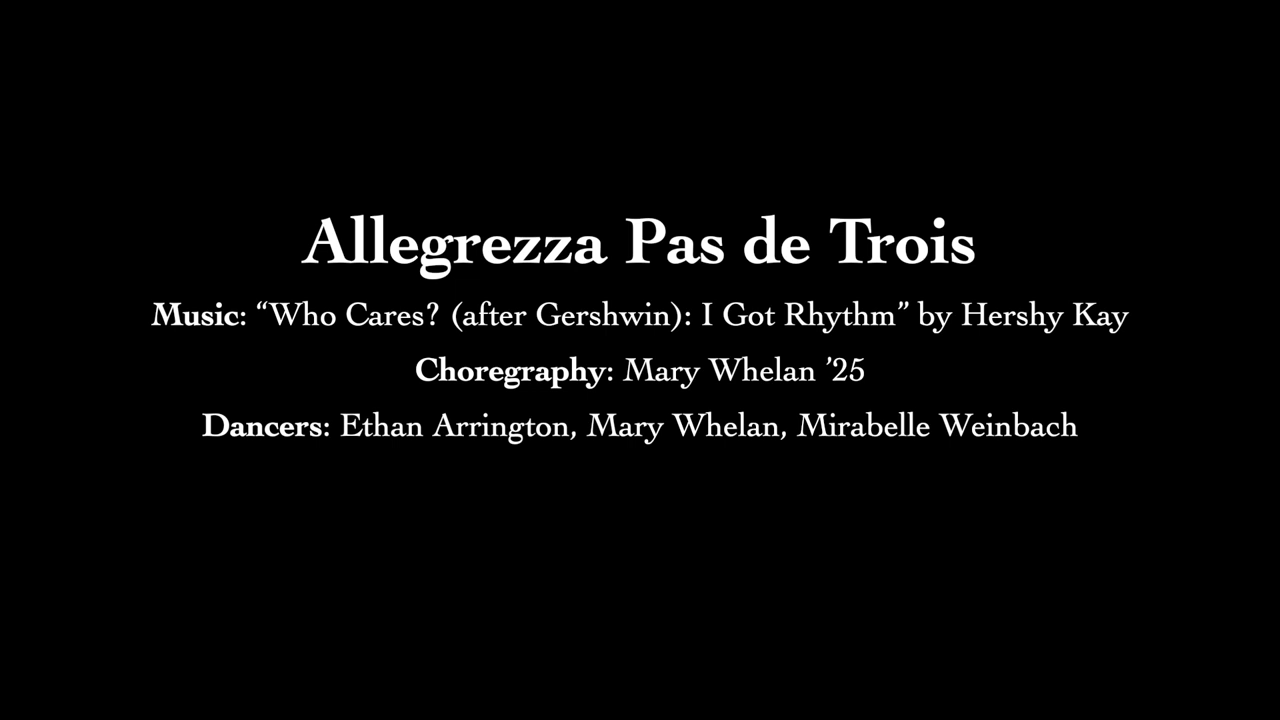 Allegrezza Pas de Trois
Music: “Who Cares? (after Gershwin): I Got Rhythm” by Hershy Kay
Choregraphy: Mary Whelan ’25
Dancers: Ethan Arrington, Mary Whelan, Mirabelle Weinbach